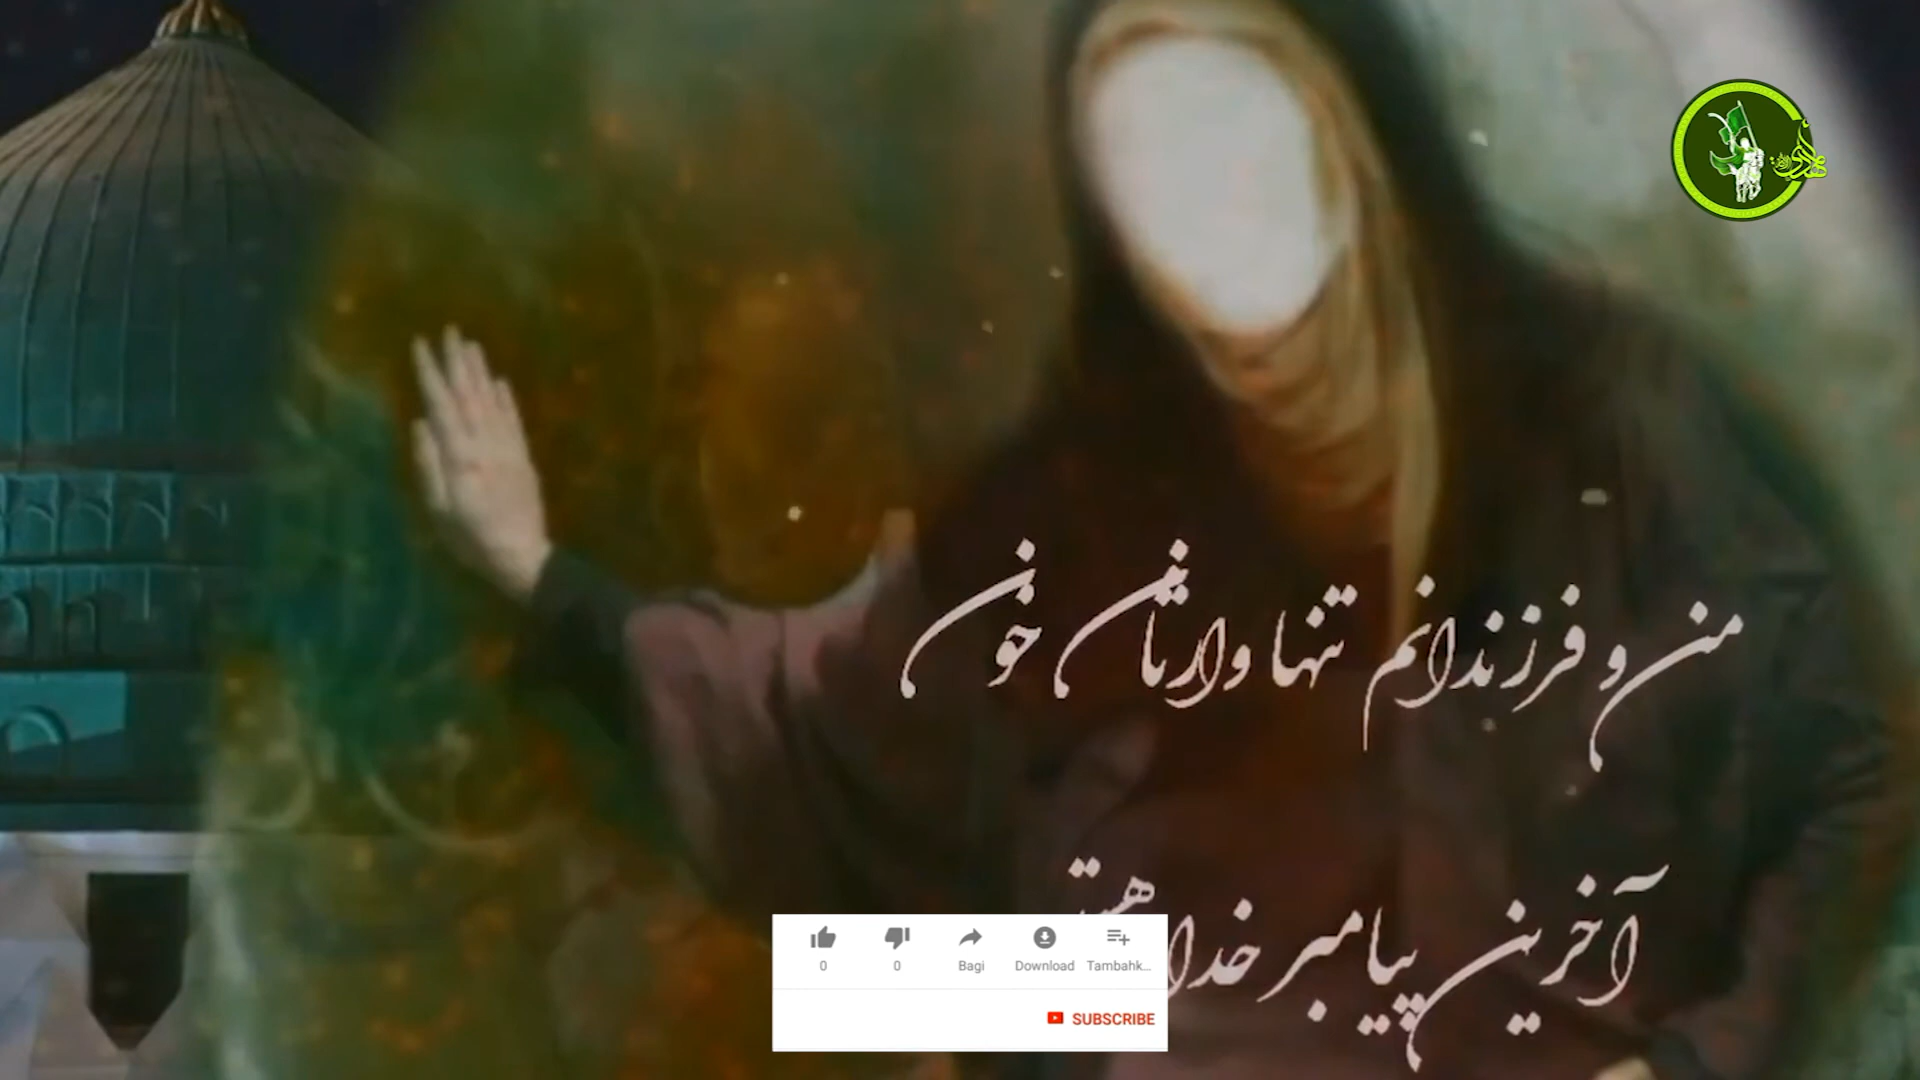 من و فرزندانم تنها وارثان خون
آخرین پیامبر خدا
0
0
Bagi
Download
Tambahk...
SUBSCRIBE